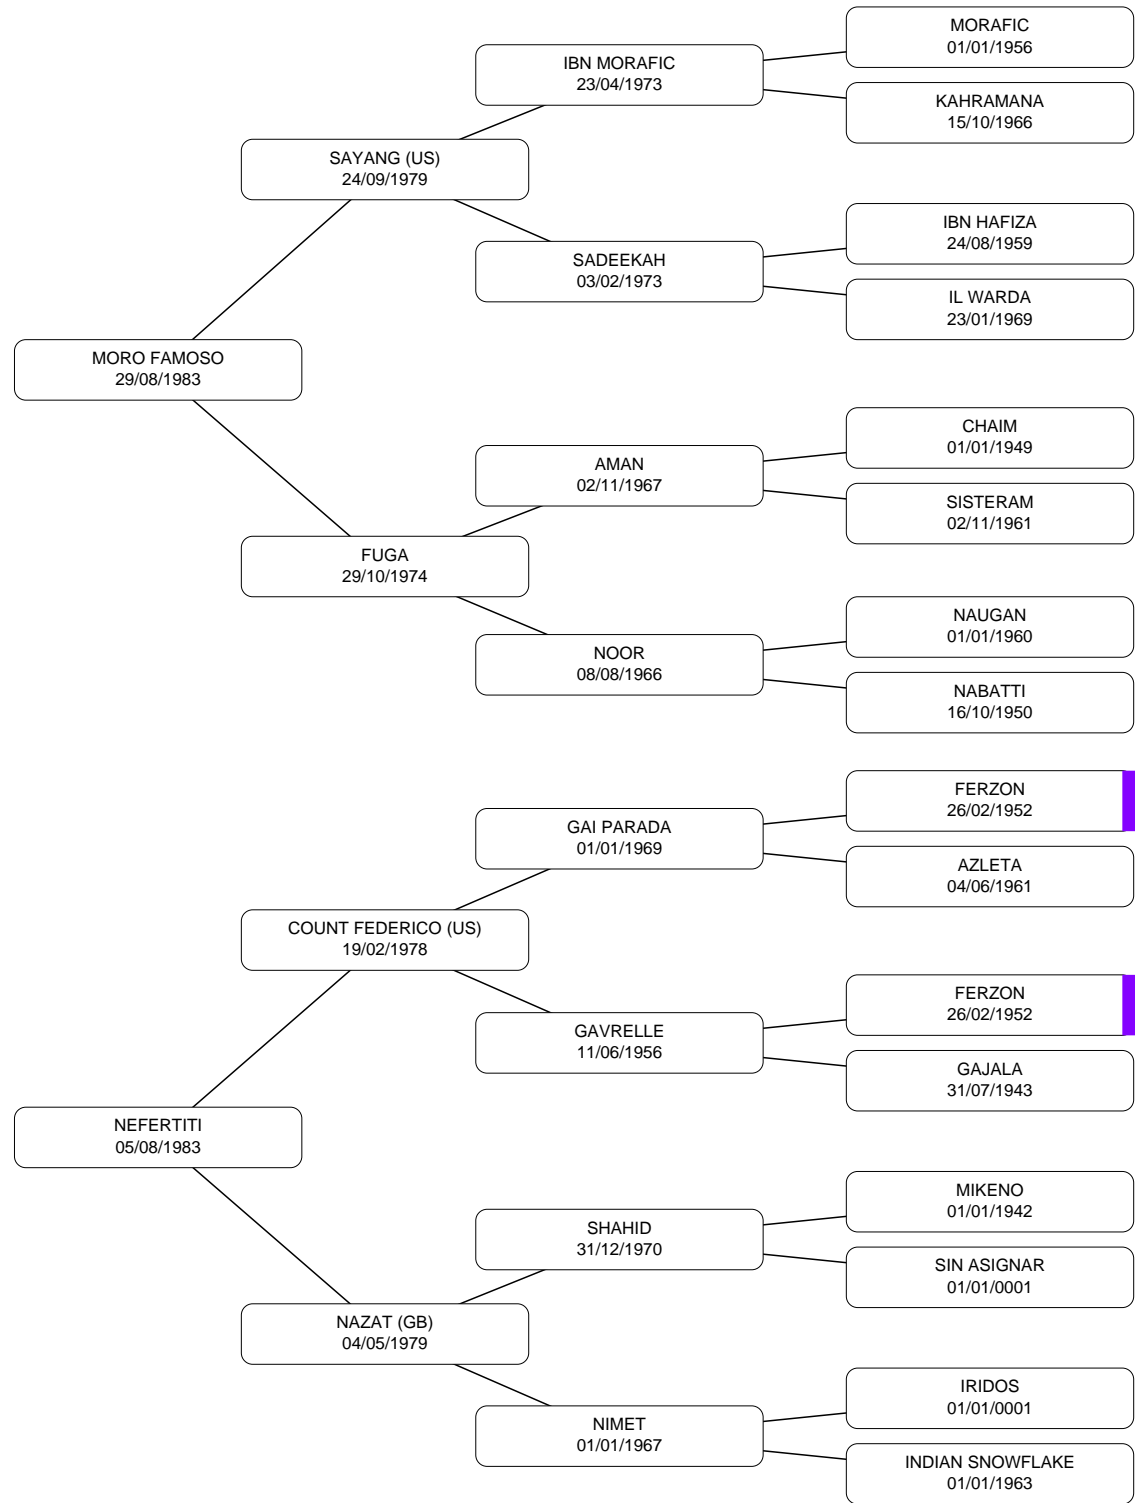 MORAFIC
01/01/1956
IBN MORAFIC
23/04/1973
KAHRAMANA
15/10/1966
SAYANG (US)
24/09/1979
IBN HAFIZA
24/08/1959
SADEEKAH
03/02/1973
IL WARDA
23/01/1969
MORO FAMOSO
29/08/1983
CHAIM
01/01/1949
AMAN
02/11/1967
SISTERAM
02/11/1961
FUGA
29/10/1974
NAUGAN
01/01/1960
NOOR
08/08/1966
NABATTI
16/10/1950
FERZON
26/02/1952
GAI PARADA
01/01/1969
AZLETA
04/06/1961
COUNT FEDERICO (US)
19/02/1978
FERZON
26/02/1952
GAVRELLE
11/06/1956
GAJALA
31/07/1943
NEFERTITI
05/08/1983
MIKENO
01/01/1942
SHAHID
31/12/1970
SIN ASIGNAR
01/01/0001
NAZAT (GB)
04/05/1979
IRIDOS
01/01/0001
NIMET
01/01/1967
INDIAN SNOWFLAKE
01/01/1963